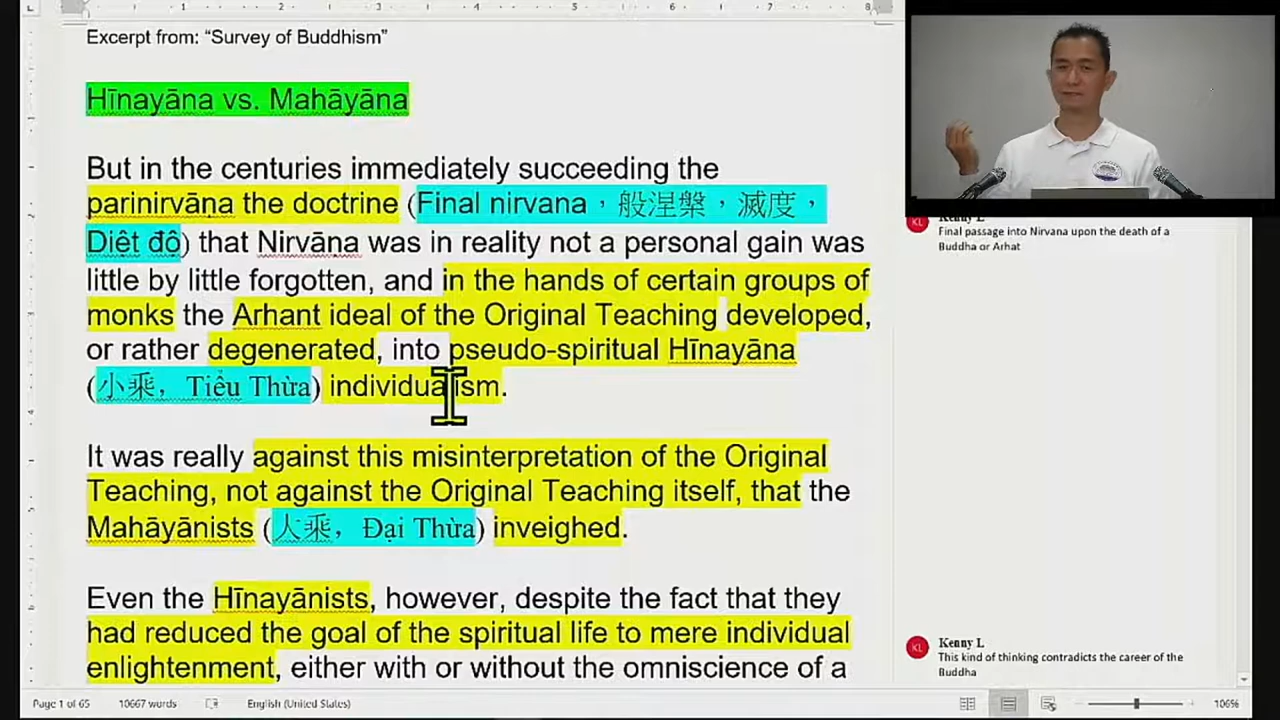 Excerpt from: “Survey of Buddhism”
Hīnayāna vs. Mahāyāna
But in the centuries immediately succeeding the
parinirvāṇa the doctrine (Final nirvana，般涅槃，滅度，
Diệt độ) that Nirvāṇa was in reality not a personal gain was
little by little forgotten, and in the hands of certain groups of
monks the Arhant ideal of the Original Teaching developed,
or rather degenerated, into pseudo-spiritual Hīnayāna
(小乘，Tiểu Thừa) individualism.
It was really against this misinterpretation of the Original
Teaching, not against the Original Teaching itself, that the
Mahāyānists (大乘，Đại Thừa) inveighed.
Even the Hīnayānists, however, despite the fact that they
had reduced the goal of the spiritual life to mere individual
enlightenment, either with or without the omniscience of a
KL Kenny L
Final passage into Nirvana upon the death of a
Buddha or Arhat
KL Kenny L
This kind of thinking contradicts the career of the
Buddha
Page 1 of 65 10667 words English (United States) 106%